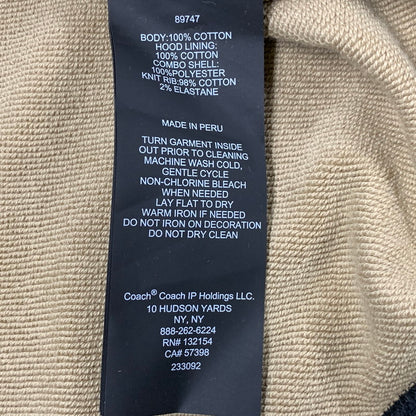 89747
BODY:100% COTTON
HOOD LINING:
100% COTTON
COMBO SHELL:
100%POLYESTER
KNIT RIB:98% COTTON
2% ELASTANE
MADE IN PERU
TURN GARMENT INSIDE
OUT PRIOR TO CLEANING
MACHINE WASH COLD,
GENTLE CYCLE
NON-CHLORINE BLEACH
WHEN NEEDED
LAY FLAT TO DRY
WARM IRON IF NEEDED
DO NOT IRON ON DECORATION
DO NOT DRY CLEAN
Coach® Coach IP Holdings LLC.
10 HUDSON YARDS
NY, NY
888-262-6224
RN# 132154
CA# 57398
233092